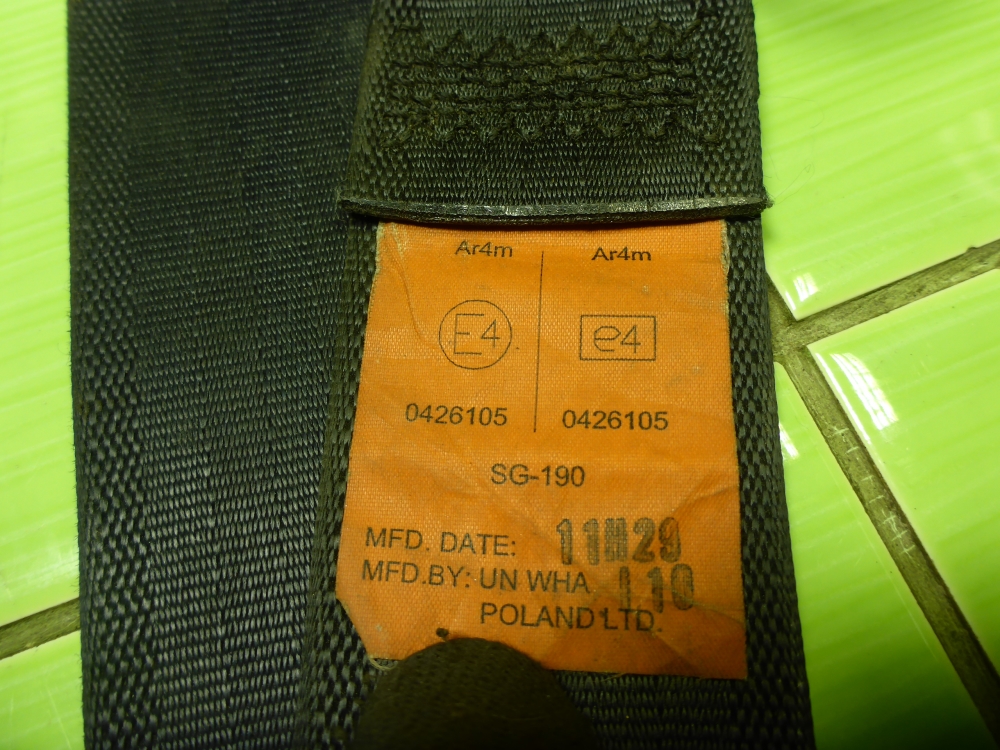 Ar4m Ar4m
E4 e4
0426105 0426105
SG-190
MFD. DATE: 11H29
MFD.BY: UN WHA 110
POLAND LTD.